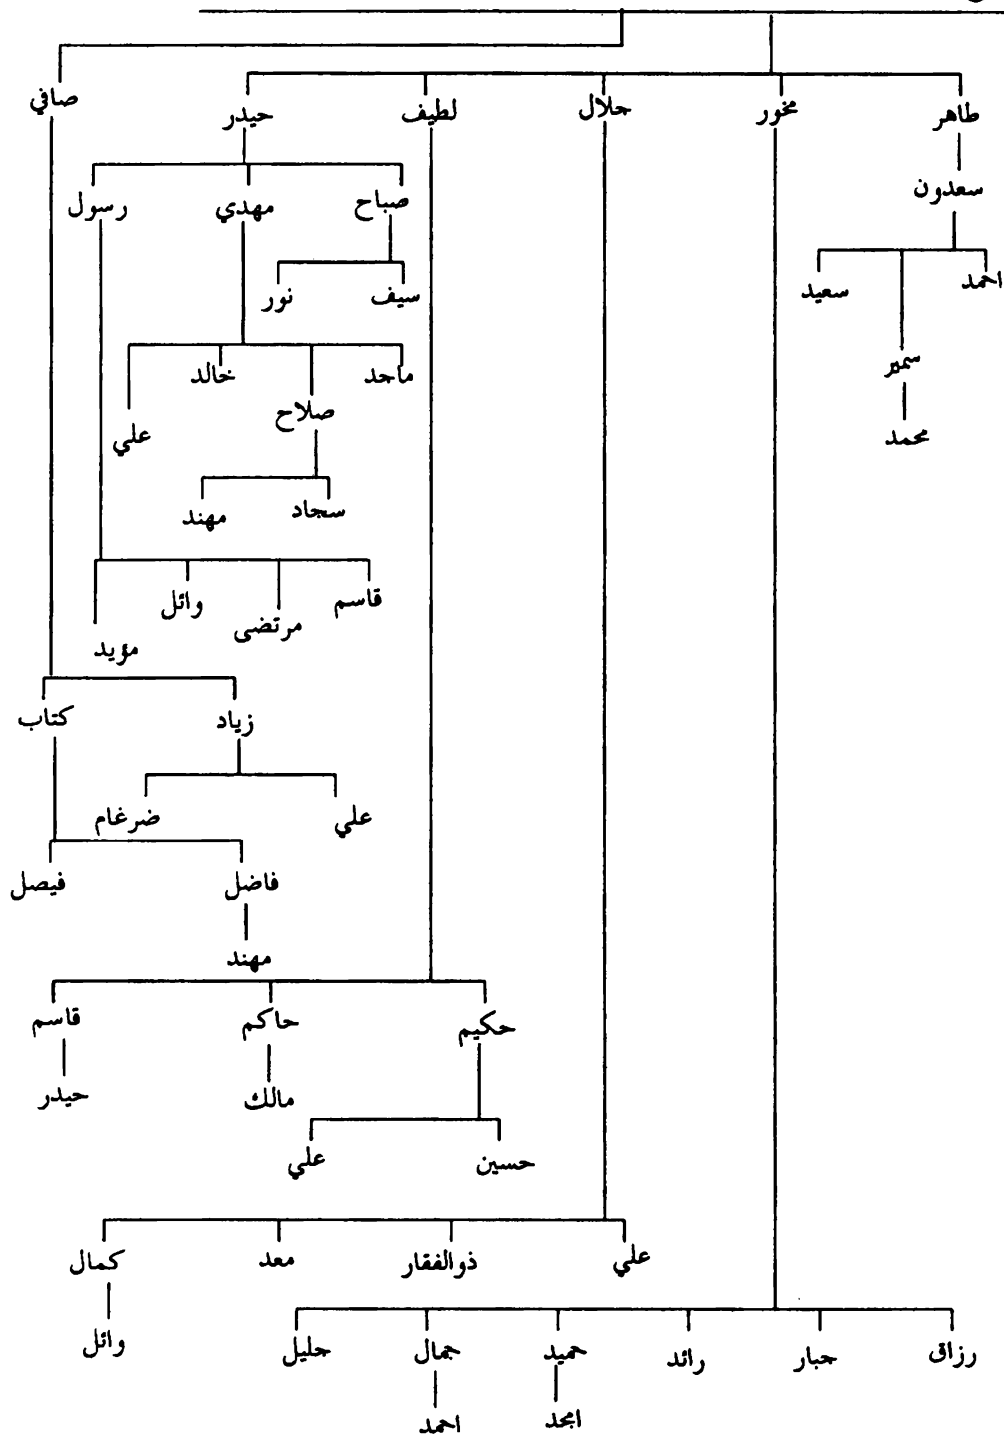 طاهر مخور حلال لطيف حيدر صافي
سعدون صباح مهدي رسول
احمد سعيد سيف نور
سمير ماجد خالد
صلاح
محمد علي
سجاد مهند
قاسم وائل
مرتضى
مؤيد
زياد كتاب
علي ضرغام
فاضل فيصل
مهند
حكيم حاكم قاسم
مالك حيدر
حسين علي
علي ذوالفقار معد كمال
وائل
رزاق جبار رائد حميد جمال جليل
امجد احمد